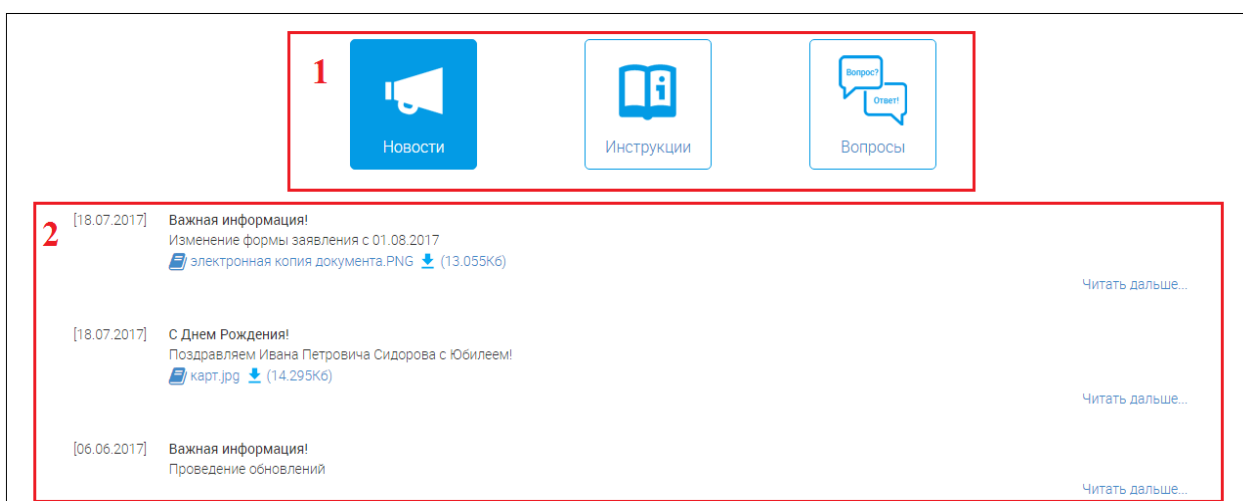 1
Вопрос?
Ответ!
Новости
Инструкции
Вопросы
2
[18.07.2017] Важная информация!
Изменение формы заявления с 01.08.2017
электронная копия документа.PNG (13.055Кб)
Читать дальше...
[18.07.2017] С Днем Рождения!
Поздравляем Ивана Петровича Сидорова с Юбилеем!
карт.jpg (14.295Кб)
Читать дальше...
[06.06.2017] Важная информация!
Проведение обновлений
Читать дальше...